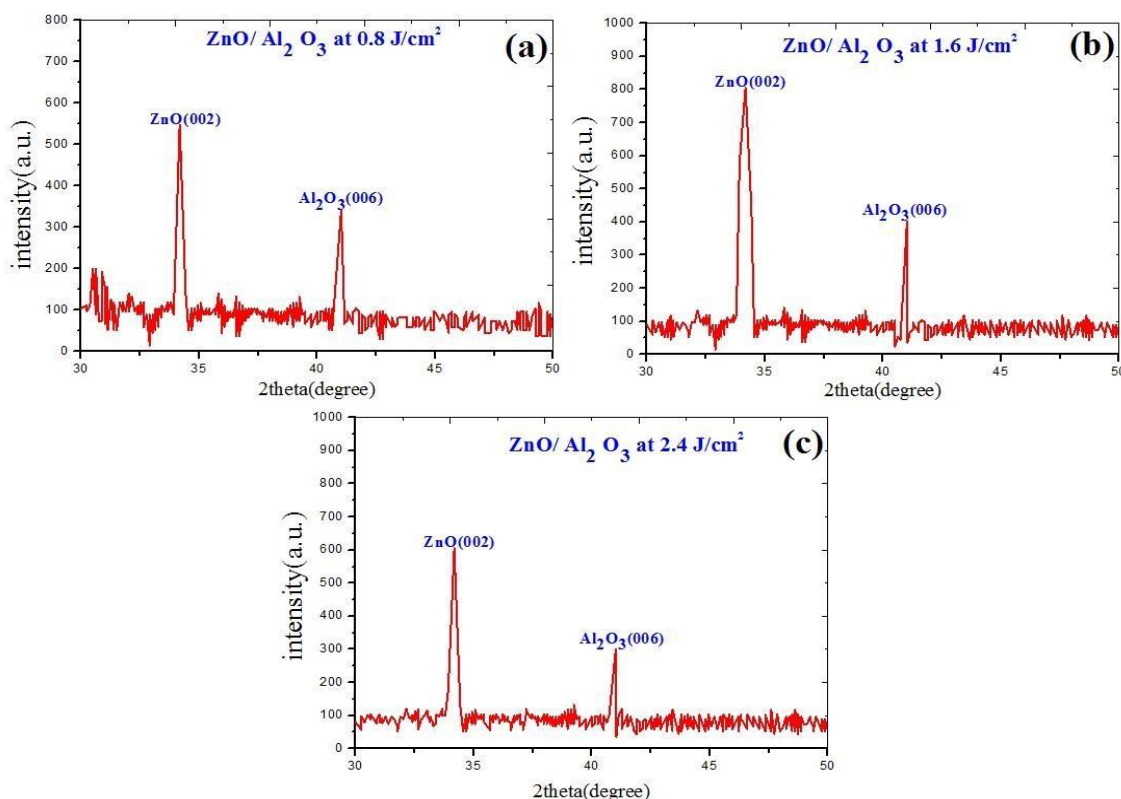 ZnO/ Al2 O3 at 0.8 J/cm2
(a)
ZnO(002)
Al2O3(006)
intensity(a.u.)
800
700
600
500
400
300
200
100
0
30
35
40
45
50
2theta(degree)
ZnO/ Al2 O3 at 1.6 J/cm2
(b)
ZnO(002)
Al2O3(006)
intensity(a.u.)
1000
900
800
700
600
500
400
300
200
100
0
30
35
40
45
50
2theta(degree)
ZnO/ Al2 O3 at 2.4 J/cm2
(c)
ZnO(002)
Al2O3(006)
intensity(a.u.)
1000
900
800
700
600
500
400
300
200
100
0
30
35
40
45
50
2theta(degree)